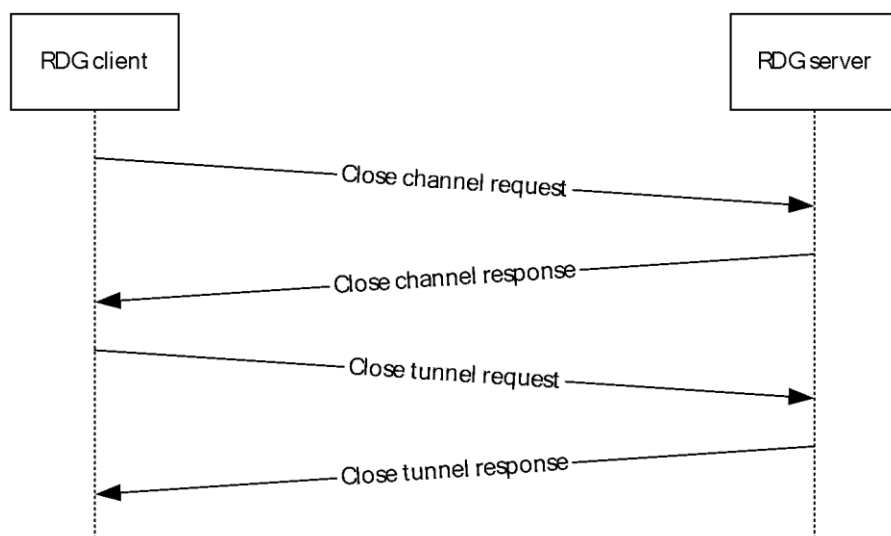 RDG client
RDG server
Close channel request
Close channel response
Close tunnel request
Close tunnel response